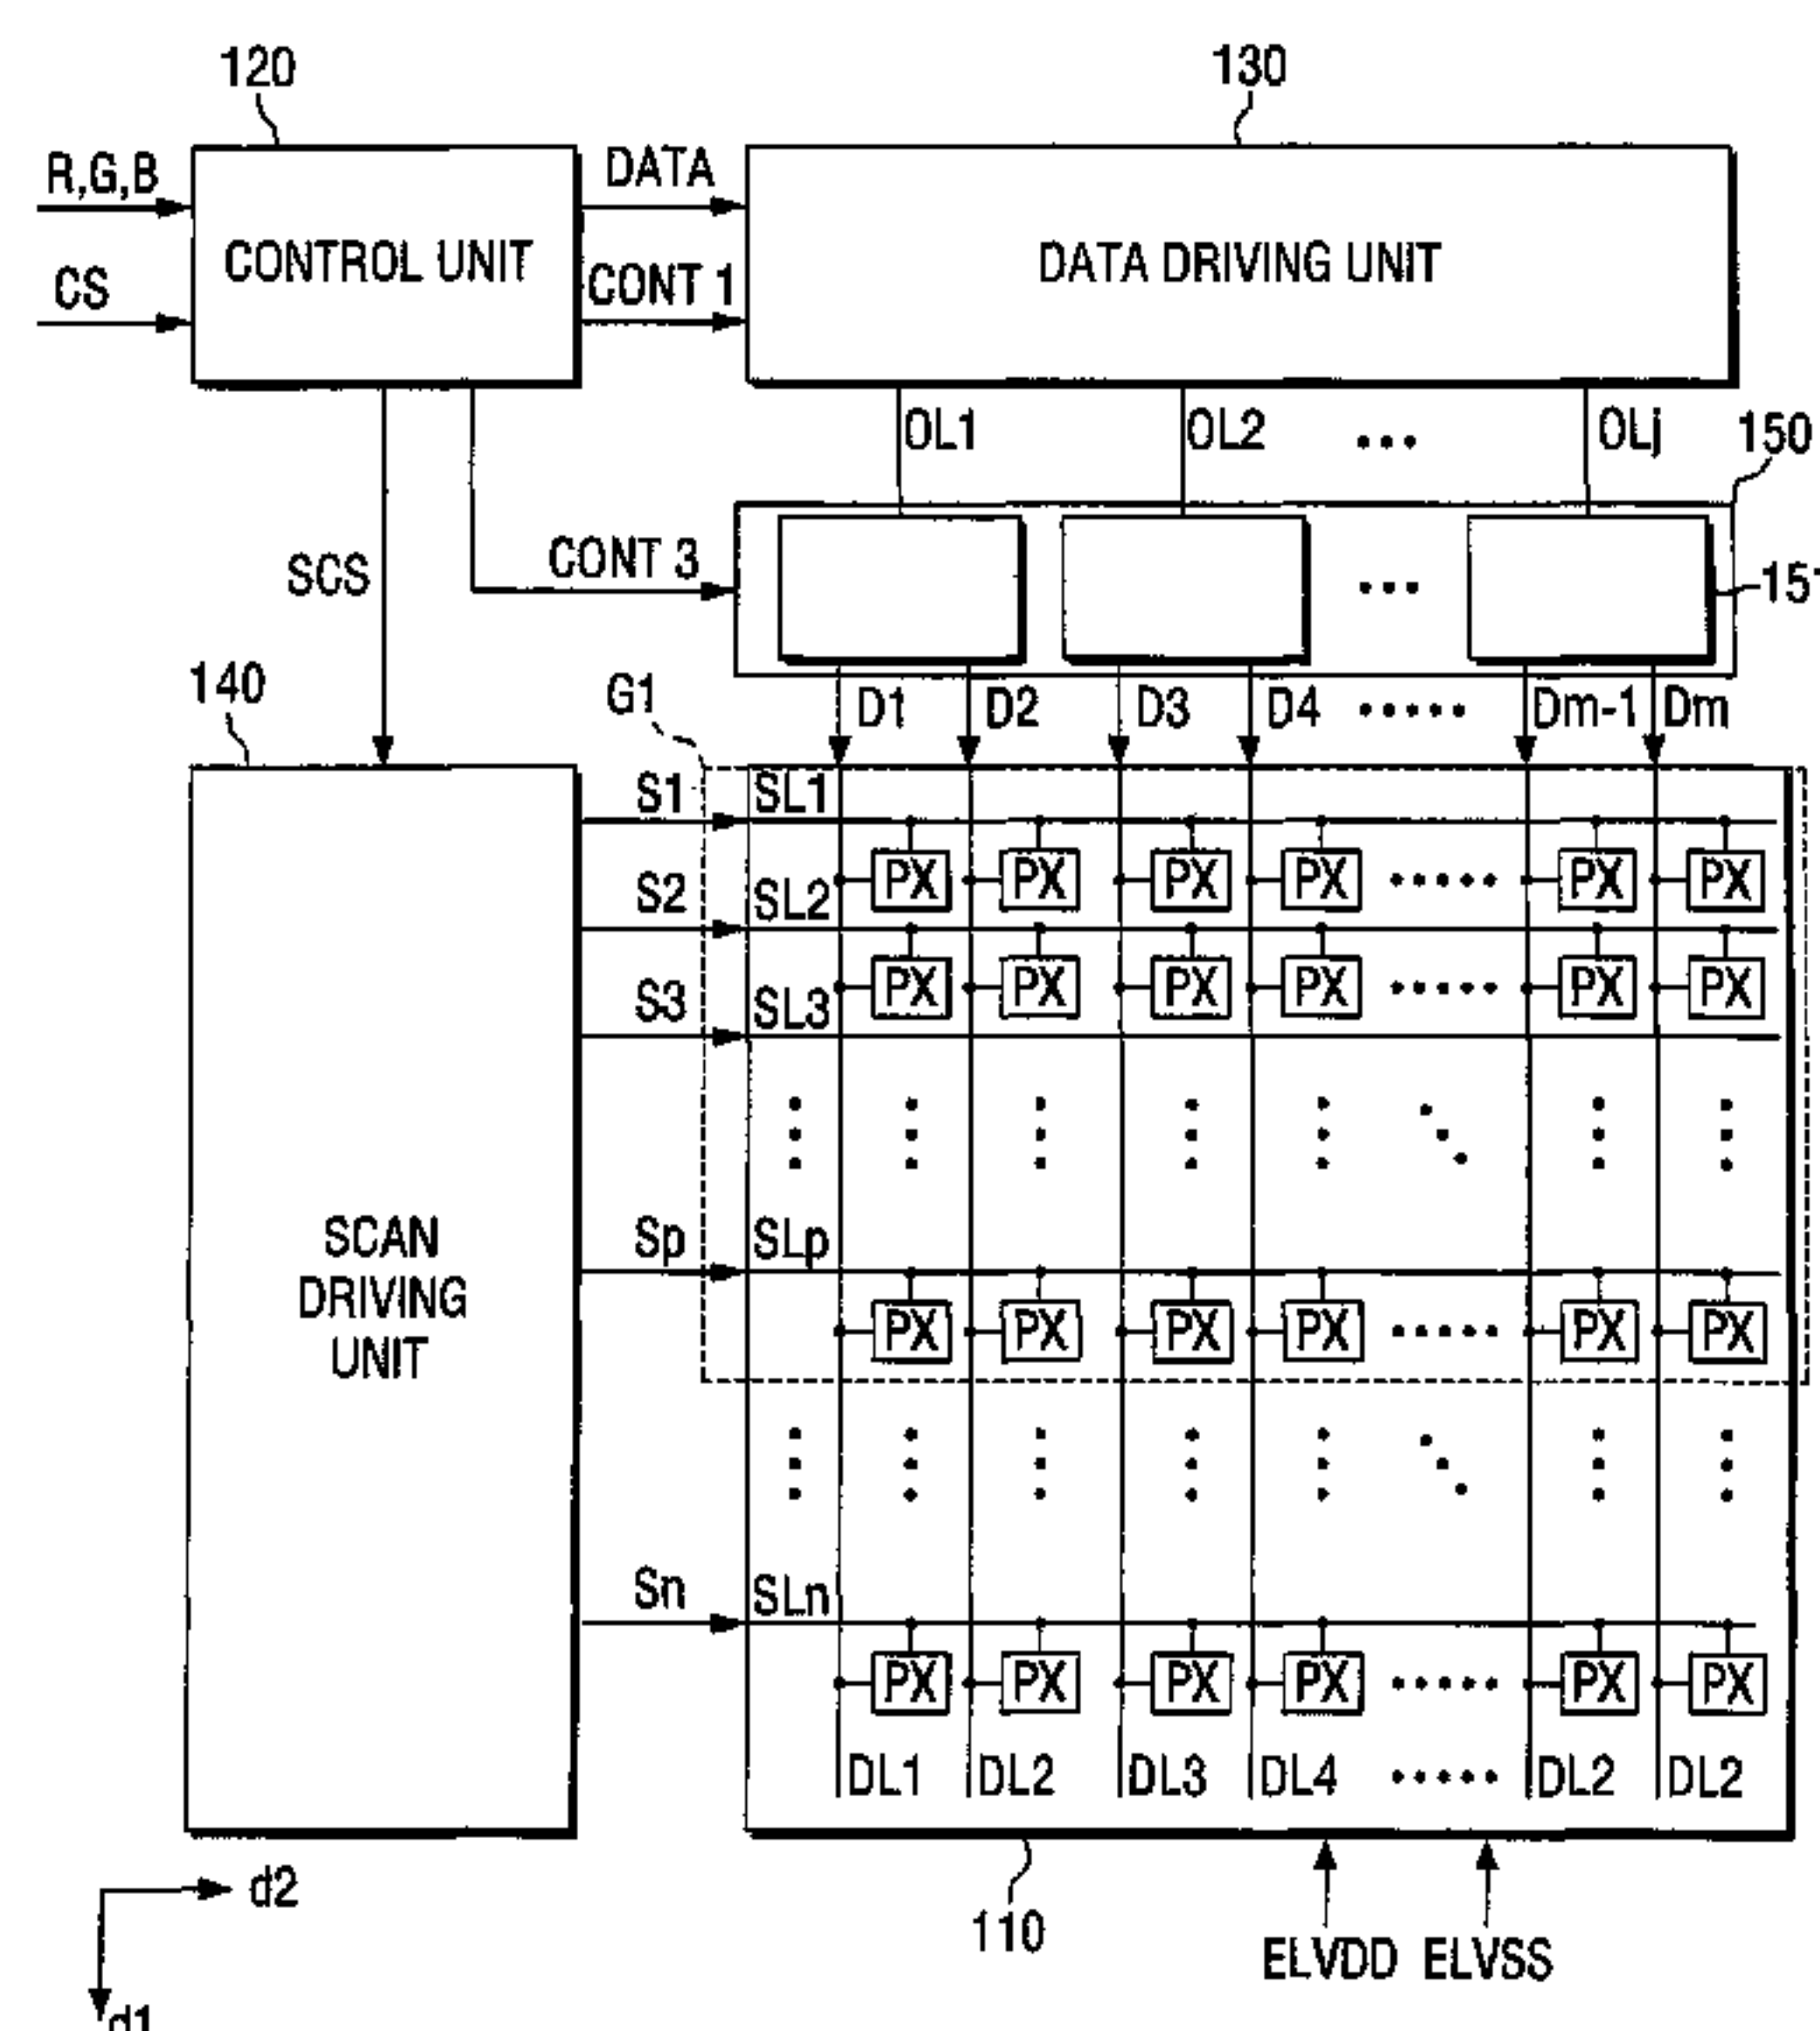 120
130
R,G,B
DATA
CONTROL UNIT
DATA DRIVING UNIT
CS
CONT 1
OL1
OL2
...
OLj
150
SCS
CONT 3
...
151
140
G1
D1
D2
D3
D4
.....
Dm-1
Dm
S1
SL1
PX PX PX PX ..... PX PX
S2
SL2
PX PX PX PX ..... PX PX
S3
SL3
Sp
SLp
SCAN
DRIVING
UNIT
PX PX PX PX ..... PX PX
Sn
SLn
PX PX PX PX ..... PX PX
DL1
DL2
DL3
DL4
.....
DL2
DL2
d2
110
ELVDD
ELVSS
d1